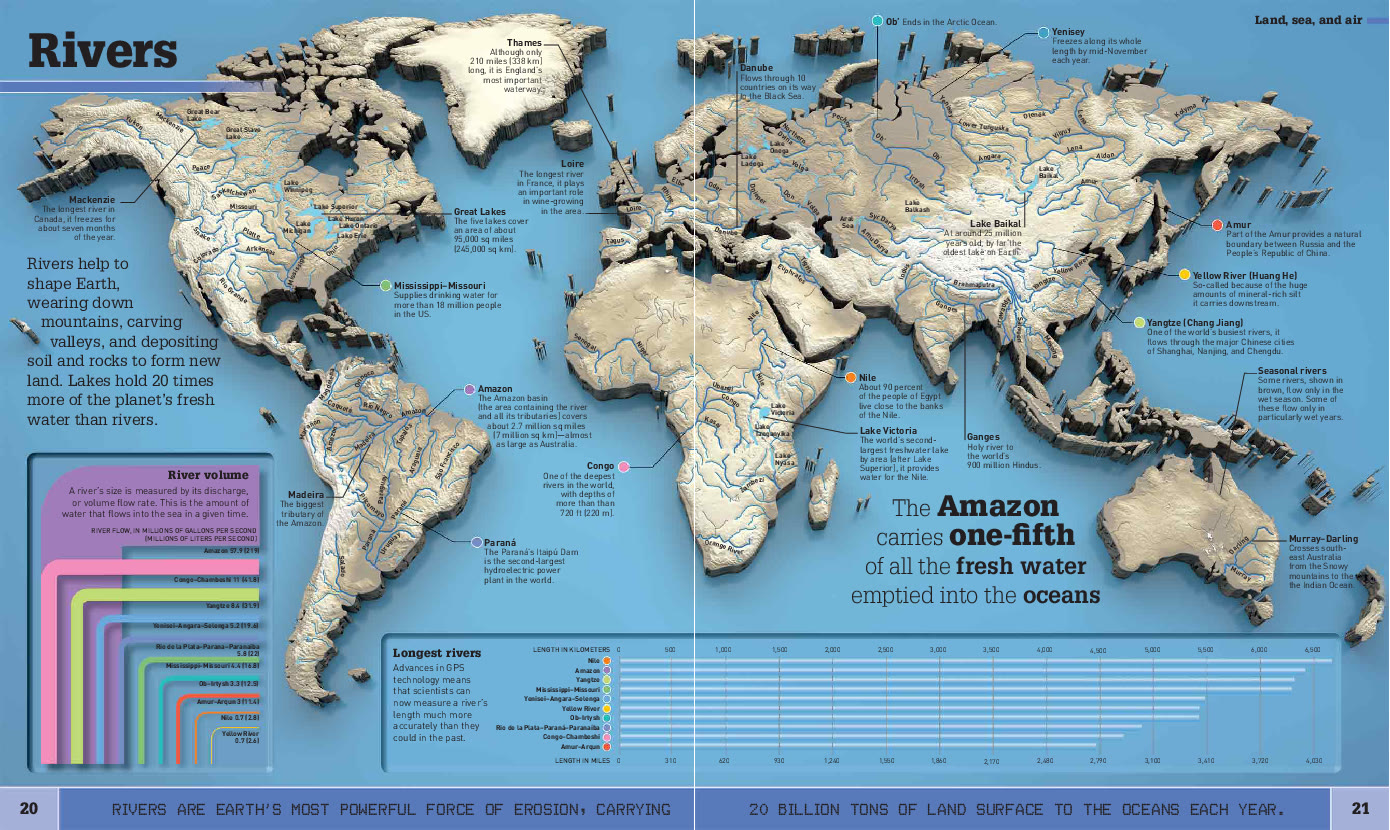 Rivers
Land, sea, and air
Thames
Although only
210 miles (338 km)
long, it is England's
most important
waterway.
Danube
Flows through 10
countries on its way
to the Black Sea.
Ob' Ends in the Arctic Ocean.
Yenisey
Freezes along its whole
length by mid-November
each year.
Loire
The longest river
in France, it plays
an important role
in wine-growing
in the area.
Mackenzie
The longest river in
Canada, it freezes for
about seven months
of the year.
Great Lakes
The five lakes cover
an area of about
95,000 sq miles
(245,000 sq km).
Mississippi-Missouri
Supplies drinking water for
more than 18 million people
in the US.
Lake Baikal
At around 25 million
years old, by far the
oldest lake on Earth.
Amur
Part of the Amur provides a natural
boundary between Russia and the
People's Republic of China.
Yellow River (Huang He)
So-called because of the huge
amounts of mineral-rich silt
it carries downstream.
Yangtze (Chang Jiang)
One of the world's busiest rivers, it
flows through the major Chinese cities
of Shanghai, Nanjing, and Chengdu.
Seasonal rivers
Some rivers, shown in
brown, flow only in the
wet season. Some of
these flow only in
particularly wet years.
Rivers help to
shape Earth,
wearing down
mountains, carving
valleys, and depositing
soil and rocks to form new
land. Lakes hold 20 times
more of the planet's fresh
water than rivers.
Amazon
The Amazon basin
(the area containing the river
and all its tributaries) covers
about 2.7 million sq miles
(7 million sq km)—almost
as large as Australia.
Nile
About 90 percent
of the people of Egypt
live close to the banks
of the Nile.
Lake Victoria
The world's second-
largest freshwater lake
by area (after Lake
Superior), it provides
water for the Nile.
Ganges
Holy river to
the world's
900 million Hindus.
Congo
One of the deepest
rivers in the world,
with depths of
more than than
720 ft (220 m).
Madeira
The biggest
tributary of
the Amazon.
Paraná
The Paraná's Itaipú Dam
is the second-largest
hydroelectric power
plant in the world.
Murray-Darling
Crosses south-
east Australia
from the Snowy
mountains to the
the Indian Ocean.
The Amazon
carries one-fifth
of all the fresh water
emptied into the oceans
Yukon
Mackenzie
Great Bear
Lake
Great Slave
Lake
Peace
Saskatchewan
Lake
Winnipeg
Missouri
Lake Superior
Lake Huron
Lake Ontario
Lake
Michigan
Lake Erie
Snake
Platte
Colorado
Arkansas
Ohio
Rio Grande
Orinoco
Caquetá
Rio Negro
Amazon
Marañón
Madeira
Araguaia
São Francisco
Paraguay
Pilcomayo
Paraná
Uruguay
Salado
Tagus
Loire
Rhine
Elbe
Oder
Danube
Dnieper
Don
Volga
Northern
Dvina
Lake
Onega
Lake
Ladoga
Pechora
Ob'
Ob'
Irtysh
Yenisey
Lower Tunguska
Angara
Olenek
Vilyuy
Lena
Lena
Aldan
Kolyma
Amur
Lake
Baikal
Lake
Balkash
Aral
Sea
Syr Darya
Amu Darya
Euphrates
Indus
Ganges
Brahmaputra
Yellow River
Yangtze
Mekong
Senegal
Niger
Nile
Nile
Ubangi
Congo
Kasai
Lake
Victoria
Lake
Tanganyika
Lake
Nyasa
Zambezi
Orange River
Darling
Murray
River volume
A river's size is measured by its discharge,
or volume flow rate. This is the amount of
water that flows into the sea in a given time.
RIVER FLOW, IN MILLIONS OF GALLONS PER SECOND
(MILLIONS OF LITERS PER SECOND)
Amazon 57.9 (219)
Congo-Chambeshi 11 (41.8)
Yangtze 8.4 (31.9)
Yenisei-Angara-Selenga 5.2 (19.6)
Rio de la Plata-Parana-Paranaiba
5.8 (22)
Mississippi-Missouri 4.4 (16.8)
Ob-Irtysh 3.3 (12.5)
Amur-Argun 3 (11.4)
Nile 0.7 (2.8)
Yellow River
0.7 (2.6)
Longest rivers
Advances in GPS
technology means
that scientists can
now measure a river's
length much more
accurately than they
could in the past.
LENGTH IN KILOMETERS 0 500 1,000 1,500 2,000 2,500 3,000 3,500 4,000 4,500 5,000 5,500 6,000 6,500
Nile
Amazon
Yangtze
Mississippi-Missouri
Yenisei-Angara-Selenga
Yellow River
Ob-Irtysh
Rio de la Plata-Paraná-Paranaíba
Congo-Chambeshi
Amur-Argun
LENGTH IN MILES 0 310 620 930 1,240 1,550 1,860 2,170 2,480 2,790 3,100 3,410 3,720 4,030
20
RIVERS ARE EARTH'S MOST POWERFUL FORCE OF EROSION, CARRYING
20 BILLION TONS OF LAND SURFACE TO THE OCEANS EACH YEAR.
21